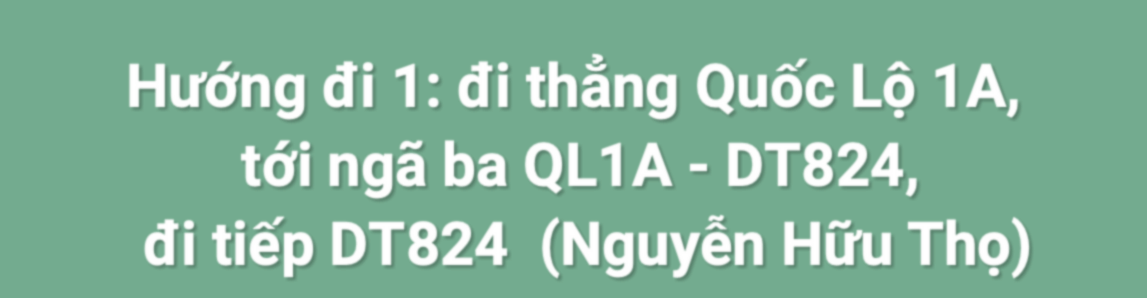 Hướng đi 1: đi thẳng Quốc Lộ 1A,
tới ngã ba QL1A - DT824,
đi tiếp DT824 (Nguyễn Hữu Thọ)